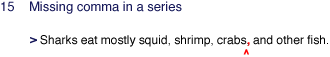 15 Missing comma in a series
> Sharks eat mostly squid, shrimp, crabs, and other fish.
^